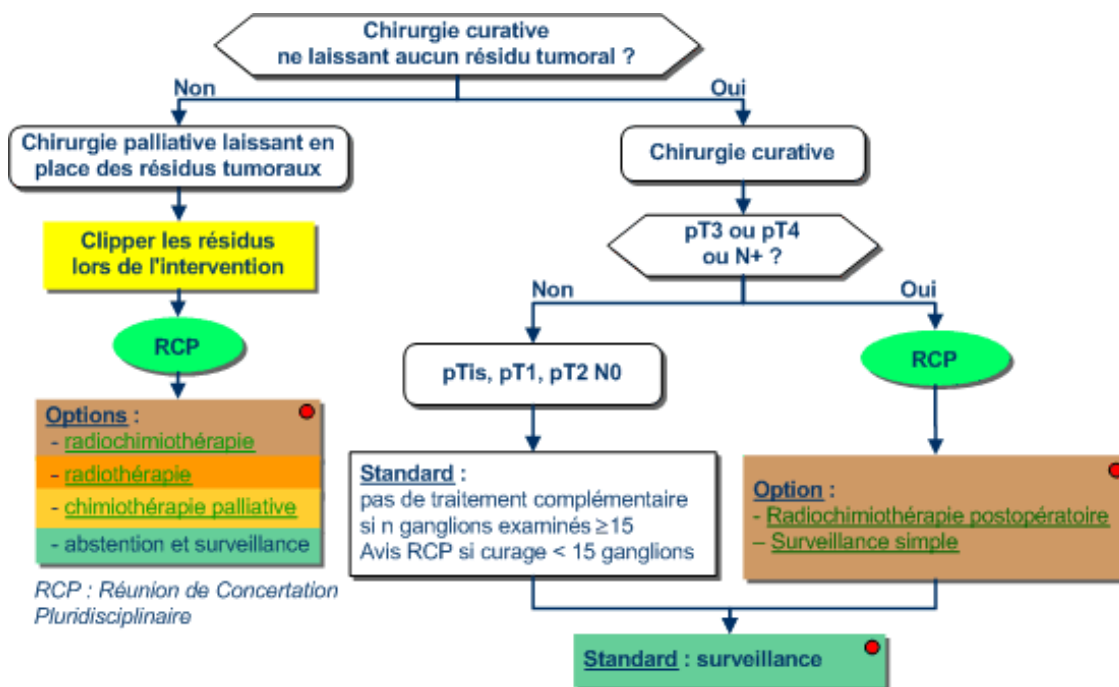 Chirurgie curative
ne laissant aucun résidu tumoral ?
Non
Oui
Chirurgie palliative laissant en
place des résidus tumoraux
Chirurgie curative
Clipper les résidus
lors de l'intervention
pT3 ou pT4
ou N+ ?
Non
Oui
RCP
pTis, pT1, pT2 N0
RCP
Options :
- radiochimiothérapie
- radiothérapie
- chimiothérapie palliative
- abstention et surveillance
Standard :
pas de traitement complémentaire
si n ganglions examinés ≥15
Avis RCP si curage < 15 ganglions
Option :
- Radiochimiothérapie postopératoire
– Surveillance simple
RCP : Réunion de Concertation
Pluridisciplinaire
Standard : surveillance